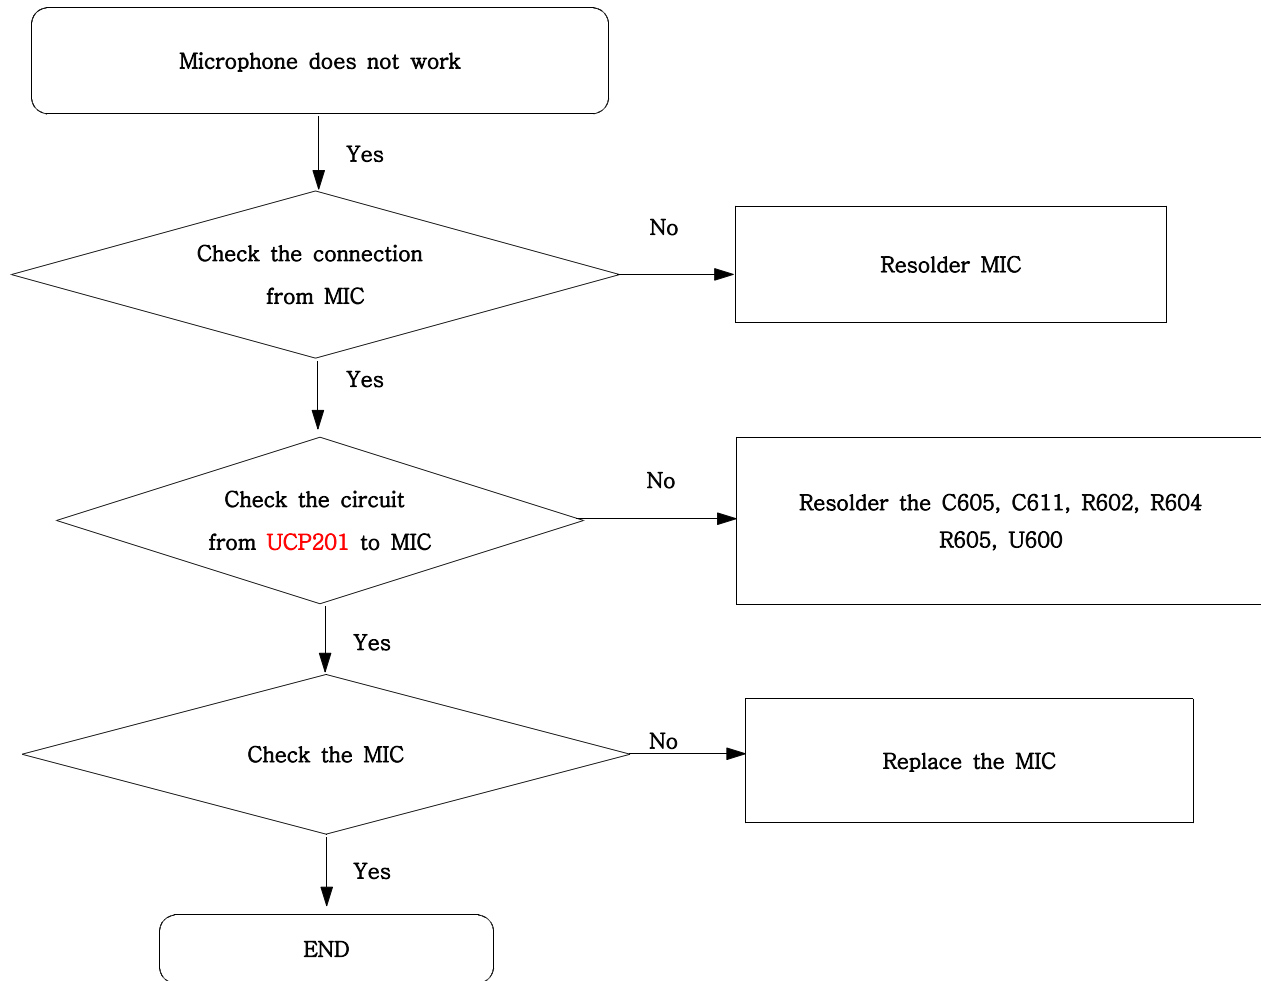 Microphone does not work
Yes
Check the connection
from MIC
No
Resolder MIC
Yes
Check the circuit
from UCP201 to MIC
No
Resolder the C605, C611, R602, R604
R605, U600
Yes
Check the MIC
No
Replace the MIC
Yes
END